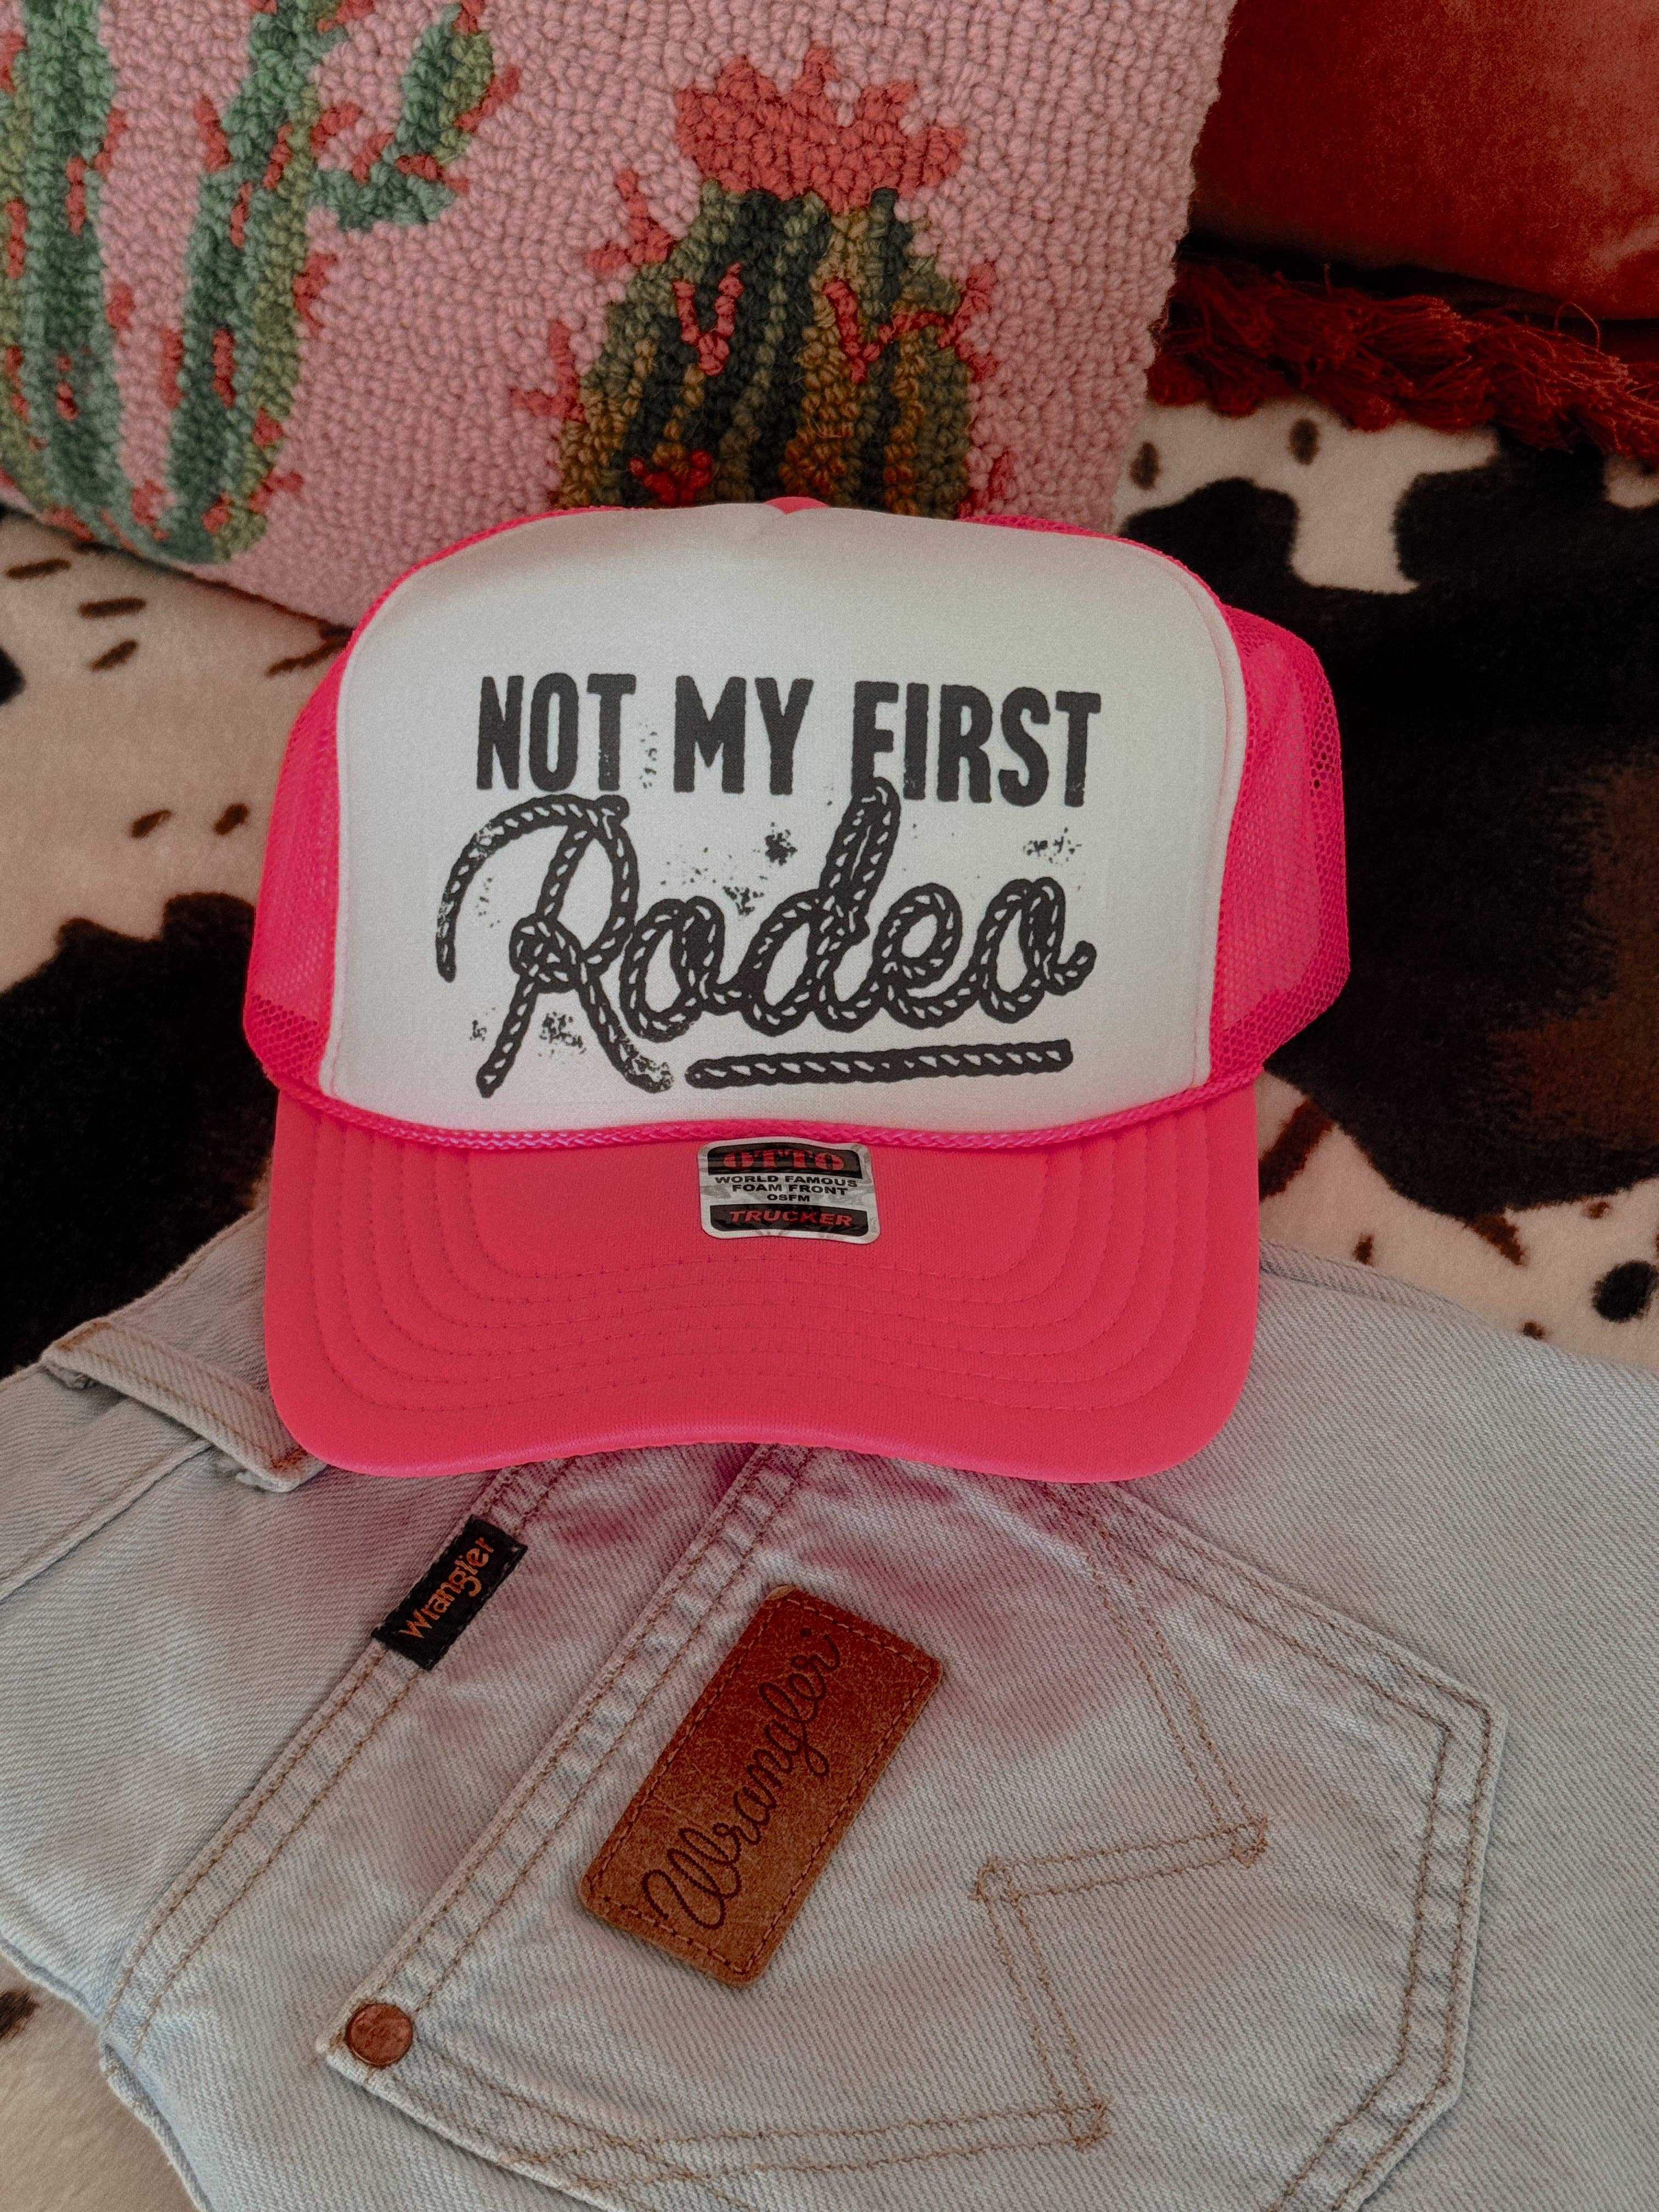 NOT MY FIRST
Rodeo
OTTO
WORLD FAMOUS
FOAM FRONT
OSFM
TRUCKER
Wrangler
Wrangler